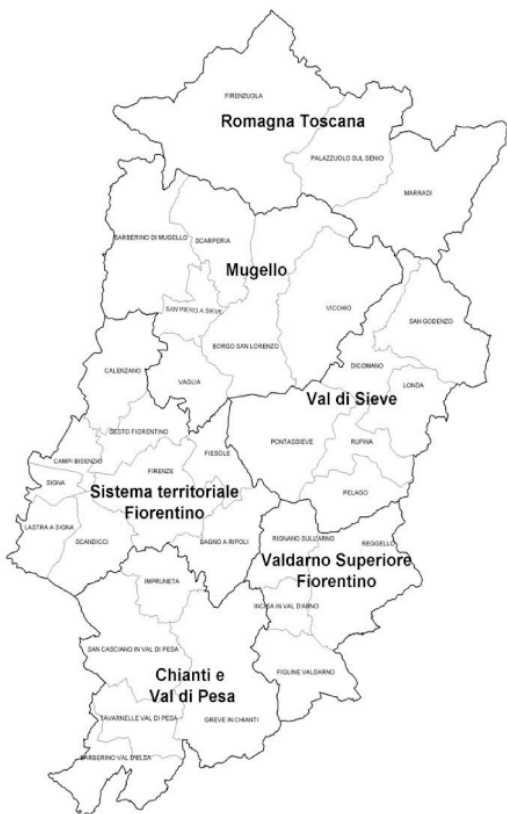 FIRENZUOLA
Romagna Toscana
PALAZZUOLO SUL SENIO
MARRADI
BARBERINO DI MUGELLO
SCARPERIA
Mugello
SAN PIERO A SIEVE
VICCHIO
SAN GODENZO
BORGO SAN LORENZO
DICOMANO
CALENZANO
VAGLIA
LONDA
Val di Sieve
SESTO FIORENTINO
PONTASSIEVE
RUFINA
CAMPI BISENZIO
FIESOLE
FIRENZE
SIGNA
Sistema territoriale
Fiorentino
PELAGO
LASTRA A SIGNA
SCANDICCI
BAGNO A RIPOLI
RIGNANO SULL'ARNO
REGGELLO
Valdarno Superiore
Fiorentino
IMPRUNETA
INCISA IN VAL D'ARNO
SAN CASCIANO IN VAL DI PESA
FIGLINE VALDARNO
Chianti e
Val di Pesa
TAVARNELLE VAL DI PESA
GREVE IN CHIANTI
BARBERINO VAL D'ELSA